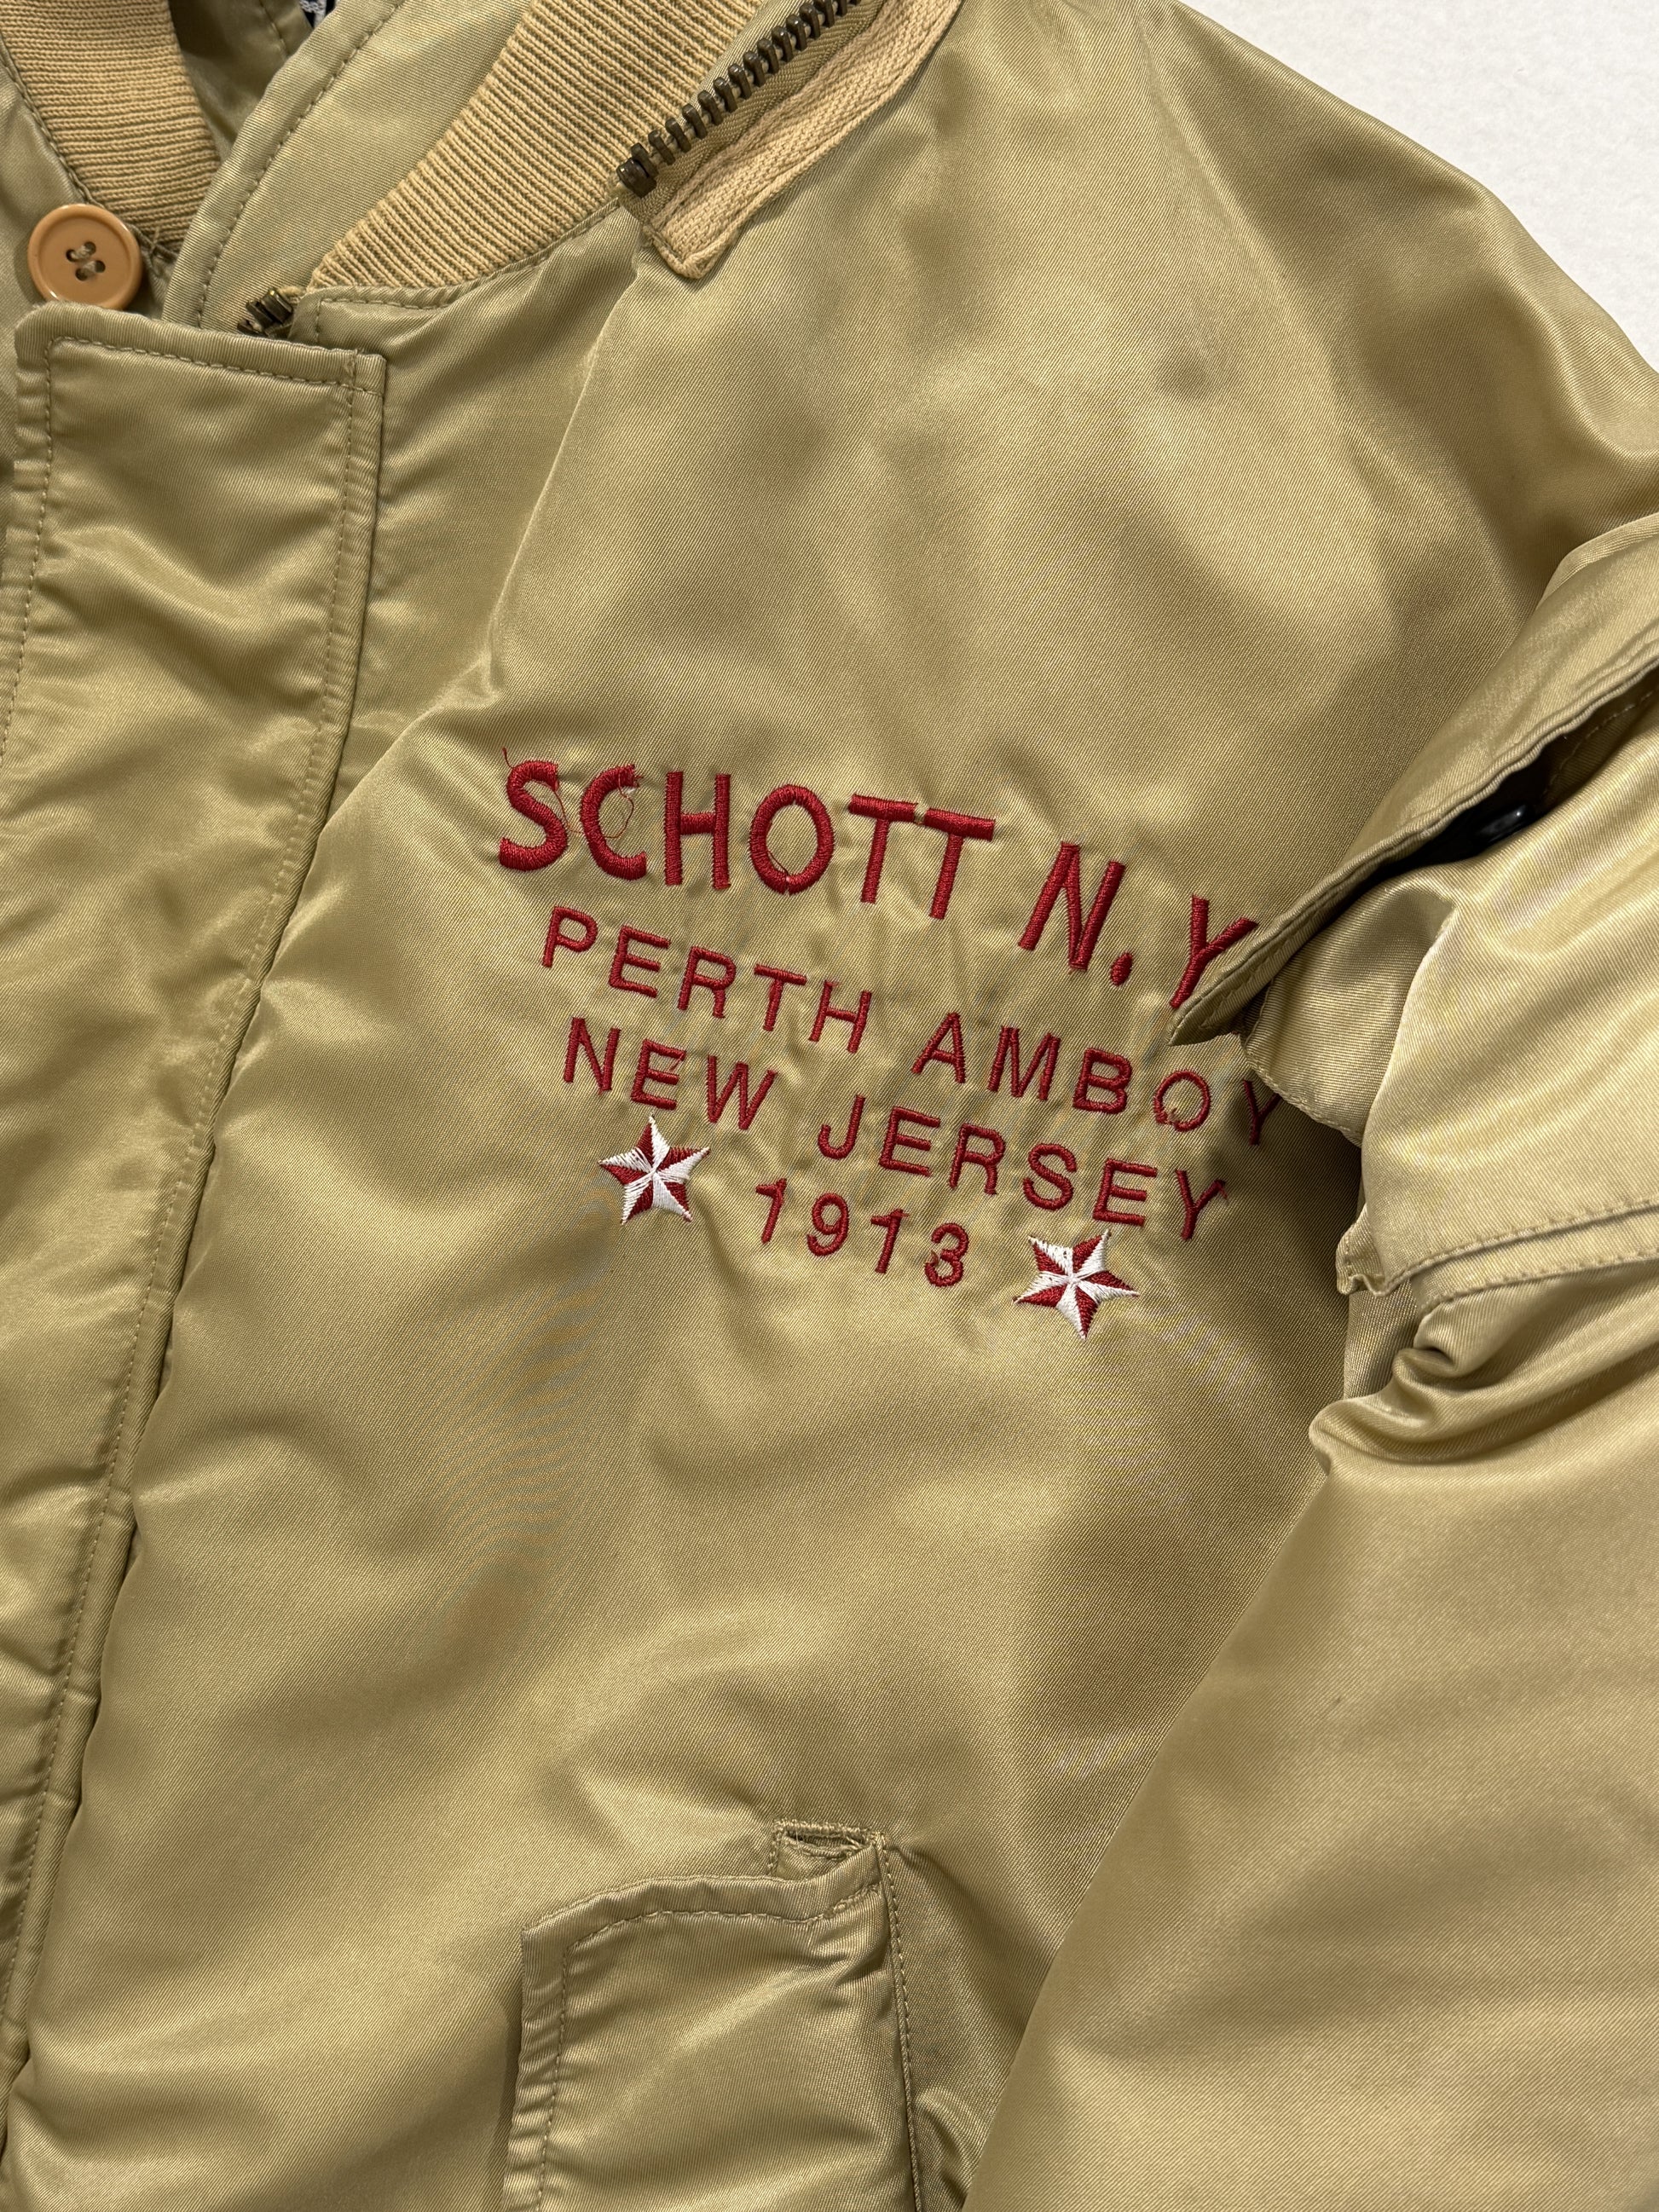 SCHOTT N.Y
PERTH AMBOY
NEW JERSEY
1913